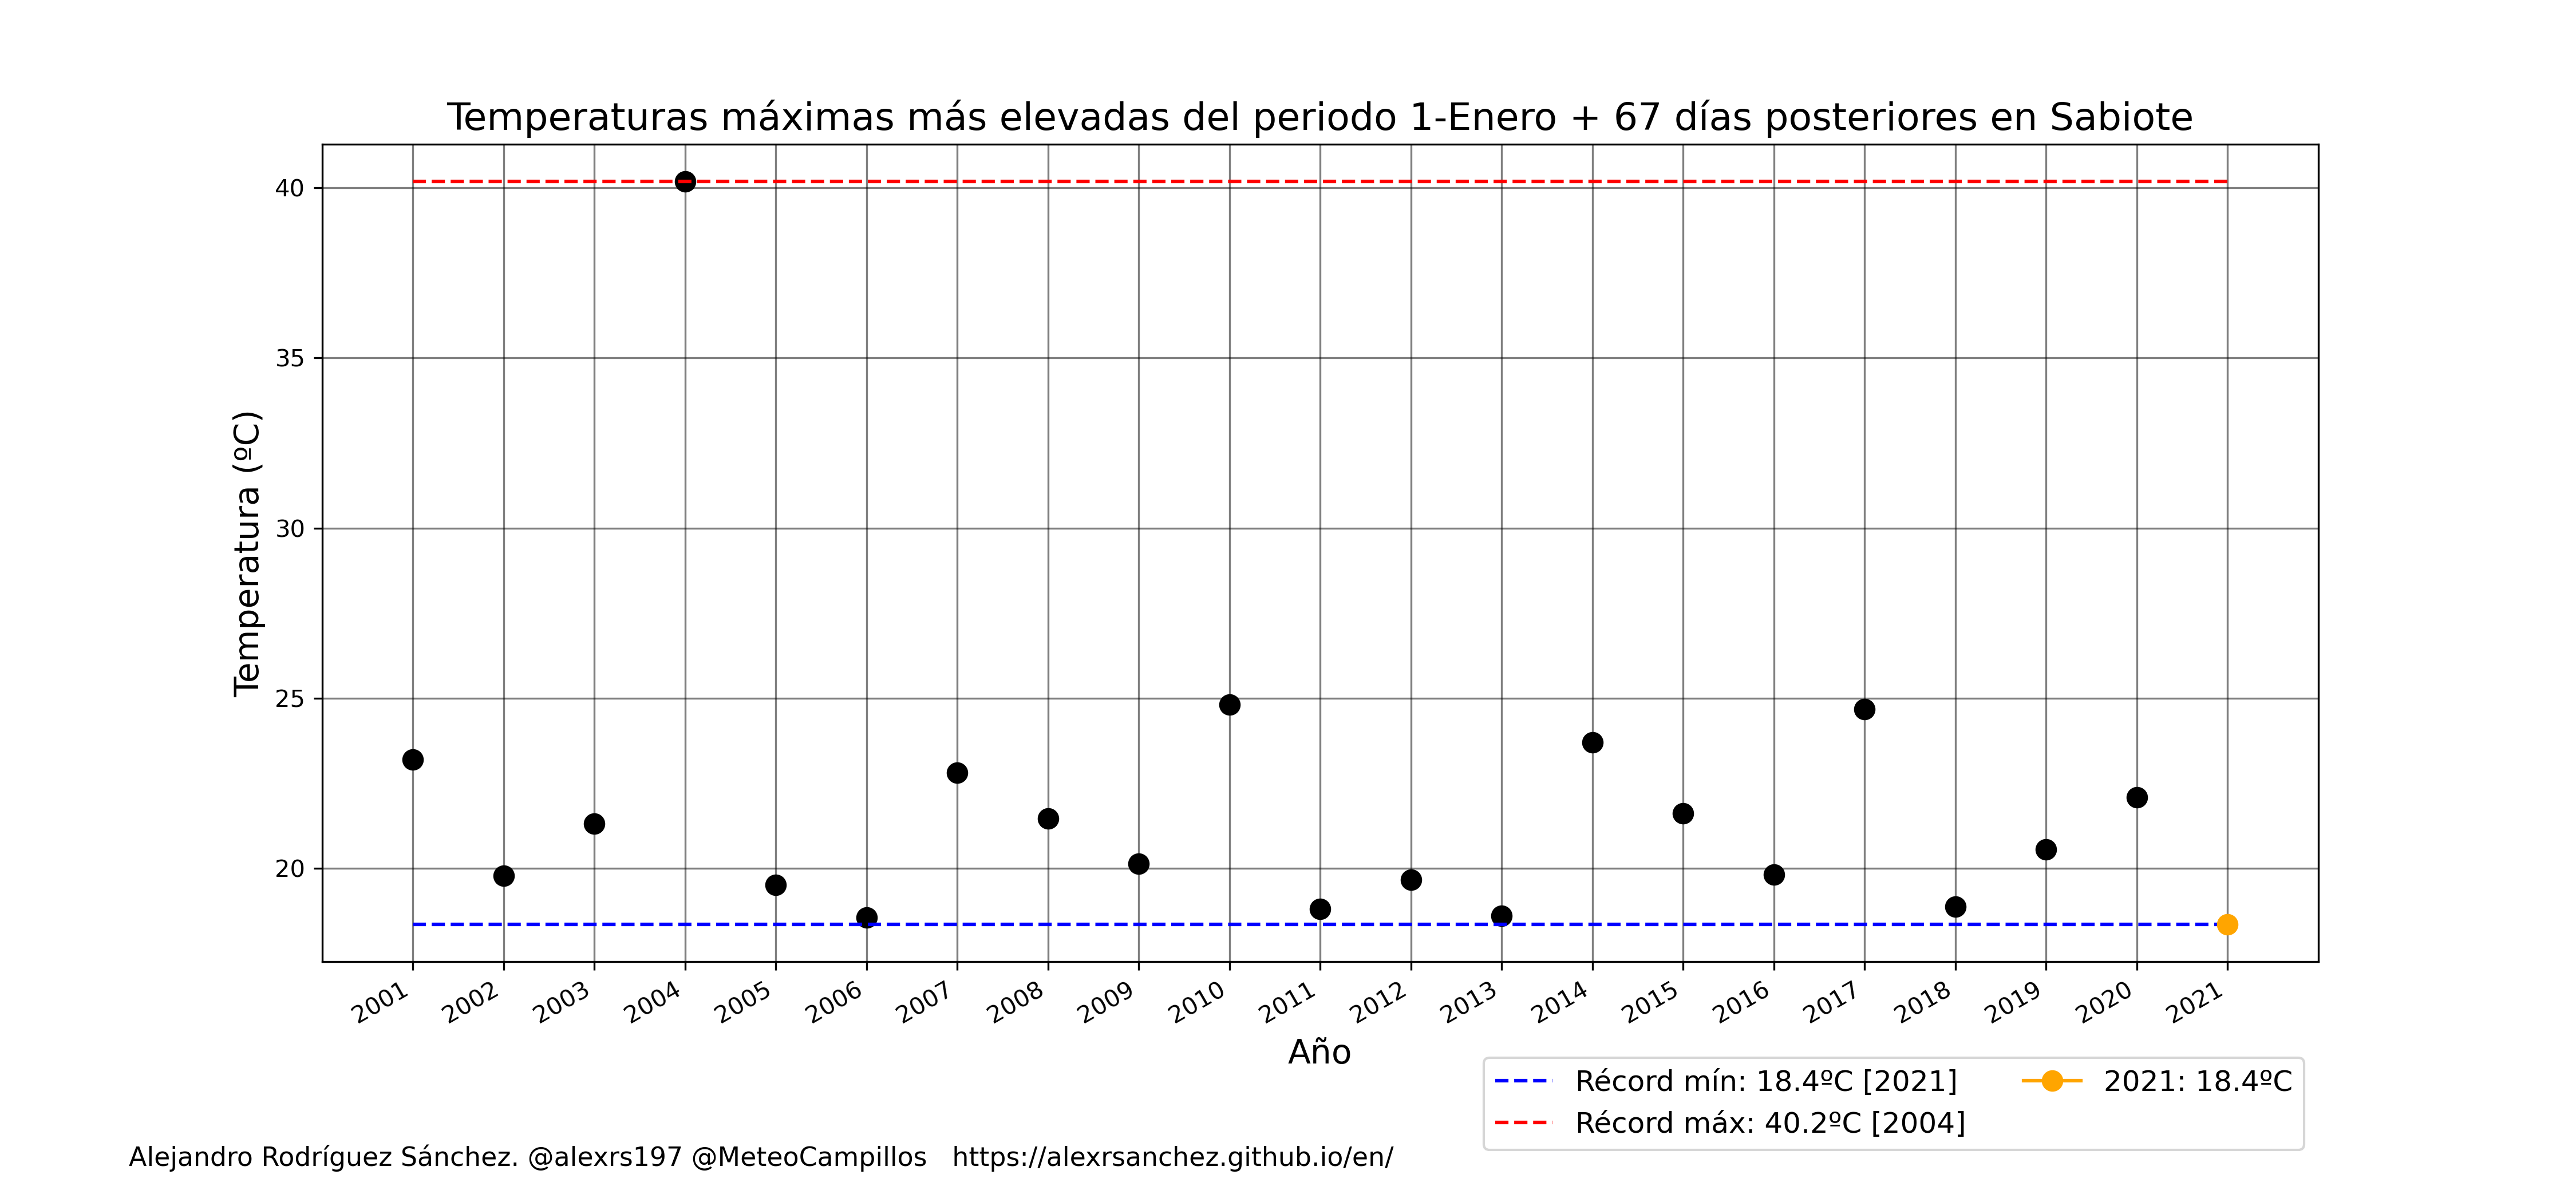 Temperaturas máximas más elevadas del periodo 1-Enero + 67 días posteriores en Sabiote
Temperatura (ºC)
40
35
30
25
20
2001 2002 2003 2004 2005 2006 2007 2008 2009 2010 2011 2012 2013 2014 2015 2016 2017 2018 2019 2020 2021
Año
Récord mín: 18.4ºC [2021]
Récord máx: 40.2ºC [2004]
2021: 18.4ºC
Alejandro Rodríguez Sánchez. @alexrs197 @MeteoCampillos https://alexrsanchez.github.io/en/